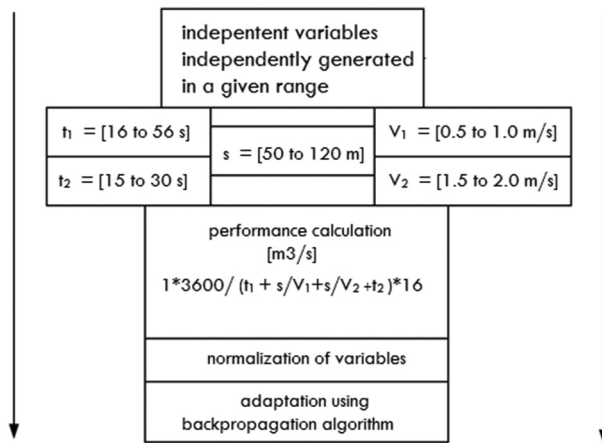 indepentent variables
independently generated
in a given range
t1 = [16 to 56 s]
s = [50 to 120 m]
V1 = [0.5 to 1.0 m/s]
t2 = [15 to 30 s]
V2 = [1.5 to 2.0 m/s]
performance calculation
[m3/s]
1*3600/ (t1 + s/V1+s/V2 +t2)*16
normalization of variables
adaptation using
backpropagation algorithm